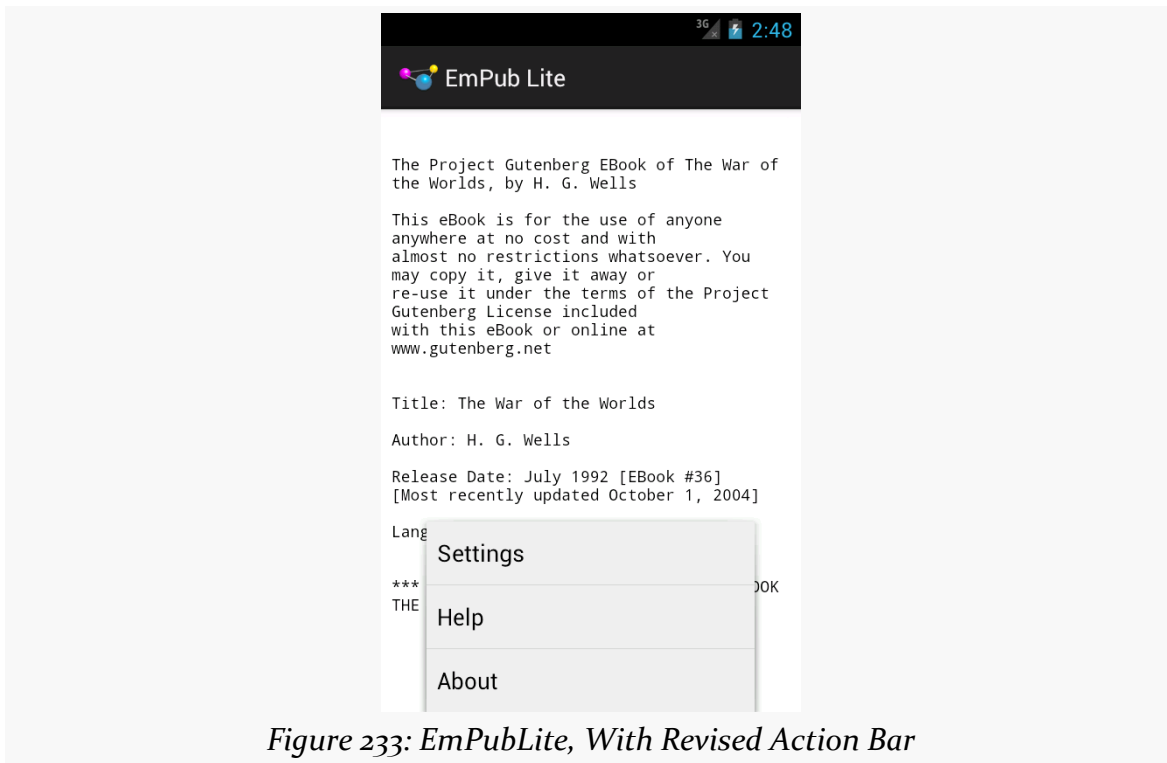 3G 2:48
EmPub Lite
The Project Gutenberg EBook of The War of
the Worlds, by H. G. Wells
This eBook is for the use of anyone
anywhere at no cost and with
almost no restrictions whatsoever. You
may copy it, give it away or
re-use it under the terms of the Project
Gutenberg License included
with this eBook or online at
www.gutenberg.net
Title: The War of the Worlds
Author: H. G. Wells
Release Date: July 1992 [EBook #36]
[Most recently updated October 1, 2004]
Lang
Settings
***
THE
Help
About
Figure 233: EmPubLite, With Revised Action Bar